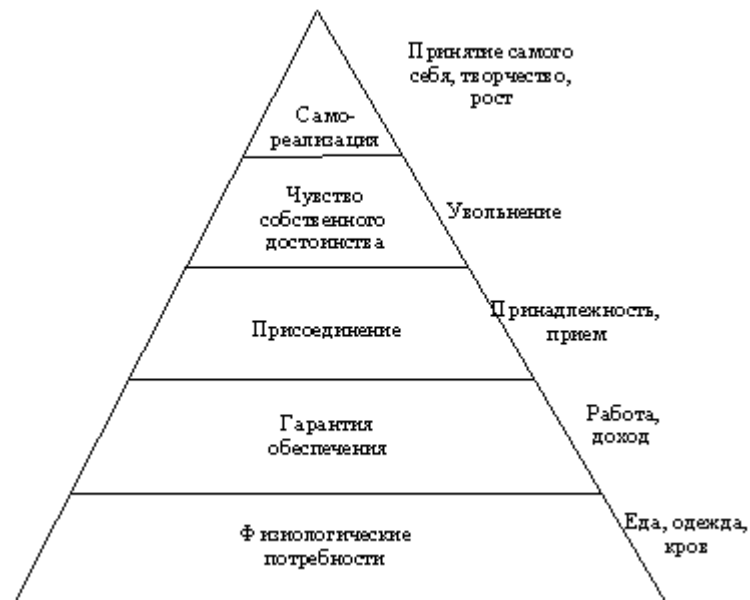 Принятие самого
себя, творчество,
рост
Само-
реализация
Чувство
собственного
достоинства
Увольнение
Присоединение
Принадлежность,
прием
Гарантия
обеспечения
Работа,
доход
Физиологические
потребности
Еда, одежда,
кров